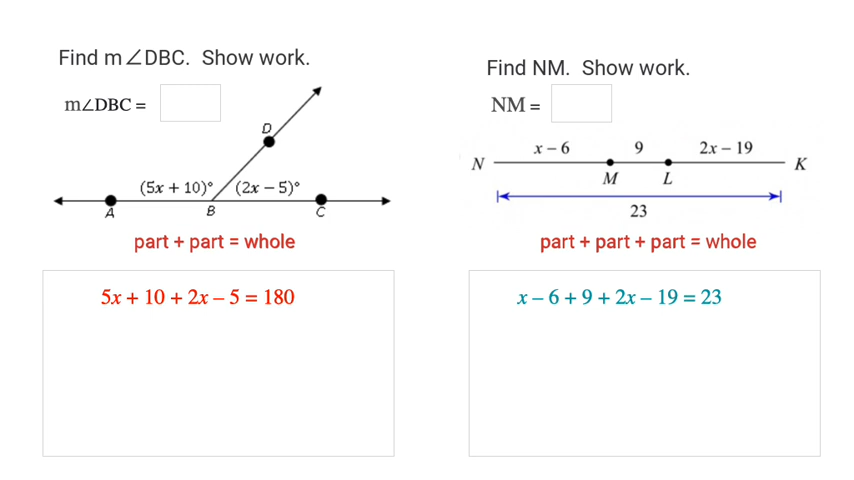 Find m∠DBC. Show work.
m∠DBC =
D
(5x + 10)° (2x – 5)°
A B C
part + part = whole
5x + 10 + 2x – 5 = 180
Find NM. Show work.
NM =
x – 6 9 2x – 19
N K
M L
23
part + part + part = whole
x – 6 + 9 + 2x – 19 = 23